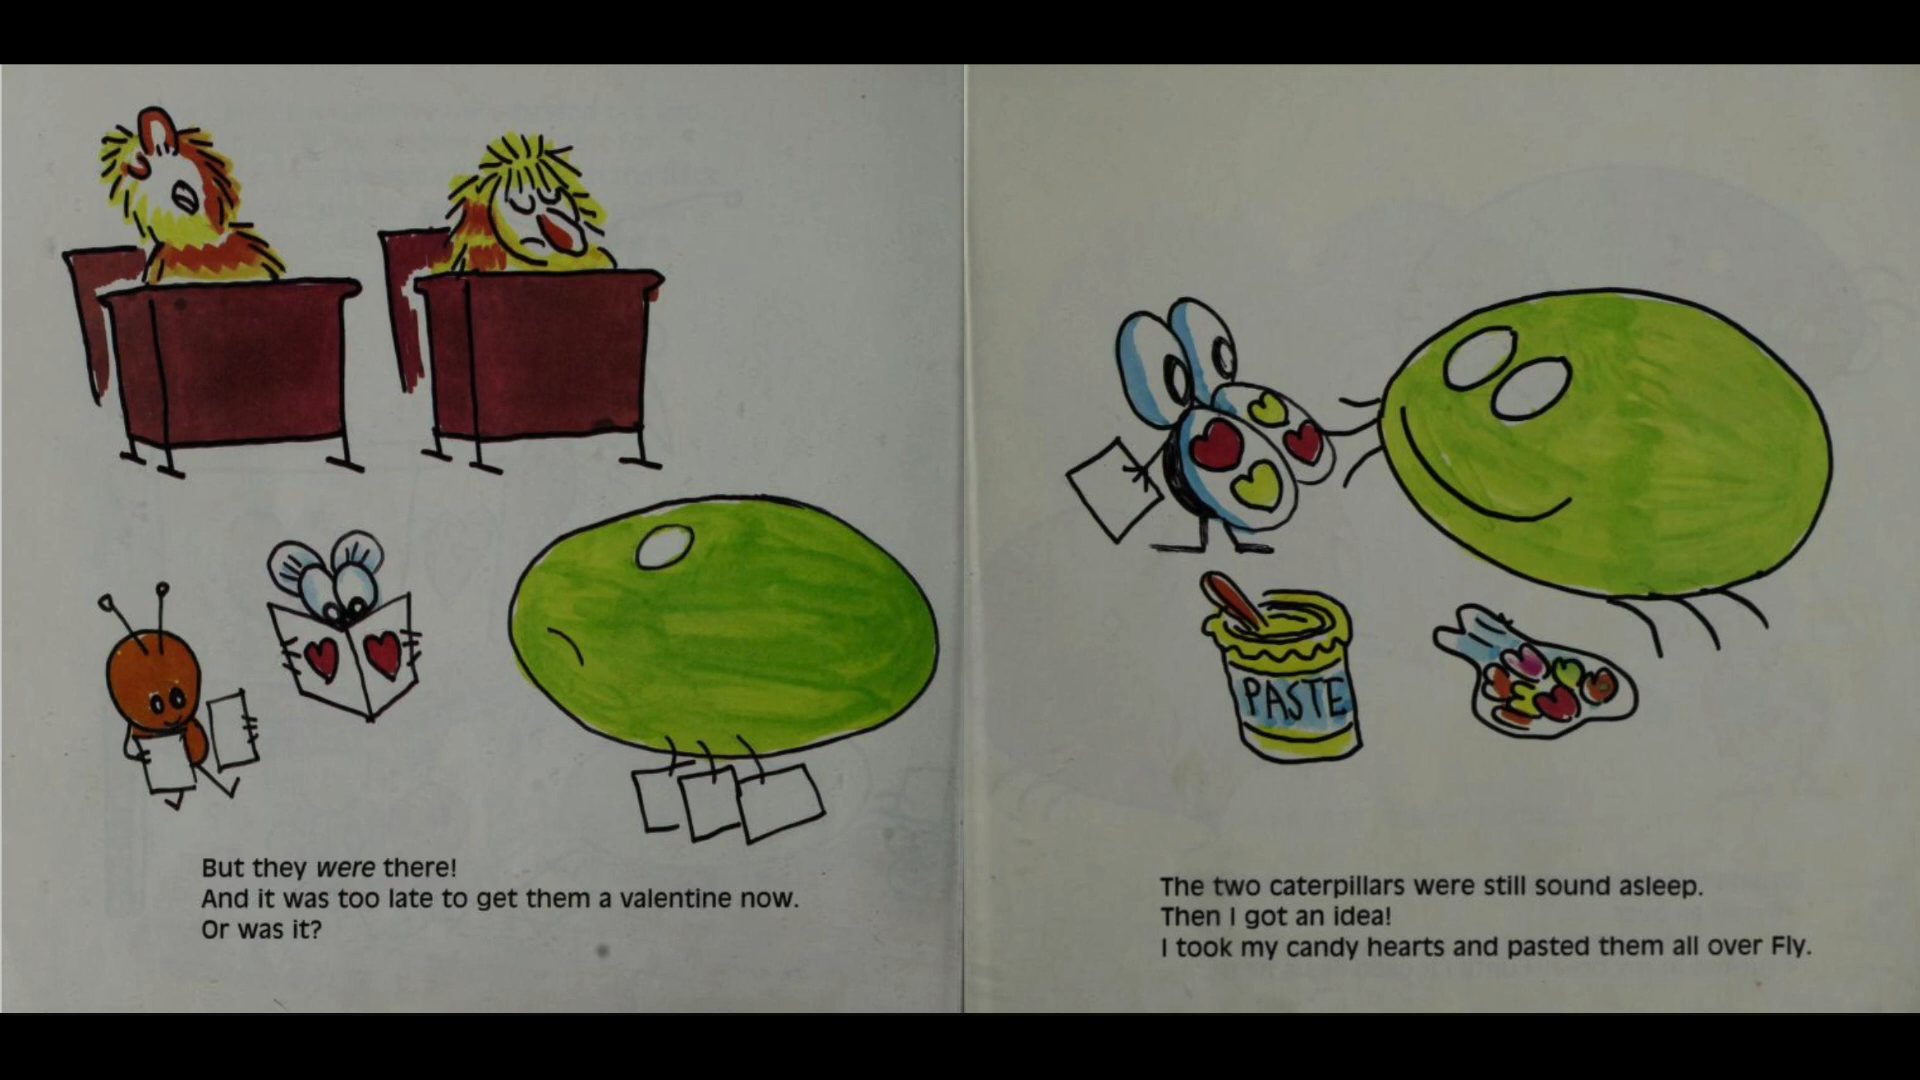 But they were there!
And it was too late to get them a valentine now.
Or was it?
PASTE
The two caterpillars were still sound asleep.
Then I got an idea!
I took my candy hearts and pasted them all over Fly.